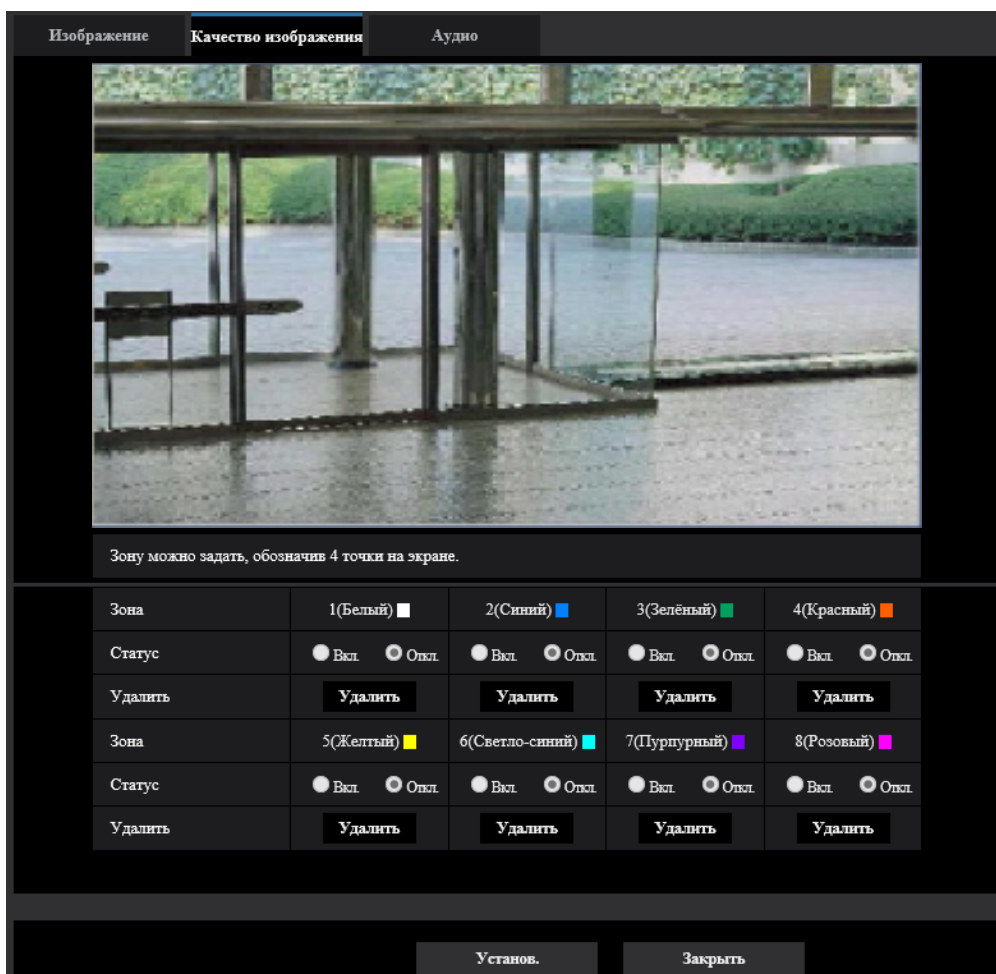 Изображение Качество изображения Аудио
Зону можно задать, обозначив 4 точки на экране.
Зона 1(Белый) 2(Синий) 3(Зелёный) 4(Красный)
Статус Вкл. Откл. Вкл. Откл. Вкл. Откл. Вкл. Откл.
Удалить Удалить Удалить Удалить Удалить
Зона 5(Желтый) 6(Светло-синий) 7(Пурпурный) 8(Розовый)
Статус Вкл. Откл. Вкл. Откл. Вкл. Откл. Вкл. Откл.
Удалить Удалить Удалить Удалить Удалить
Установ. Закрыть